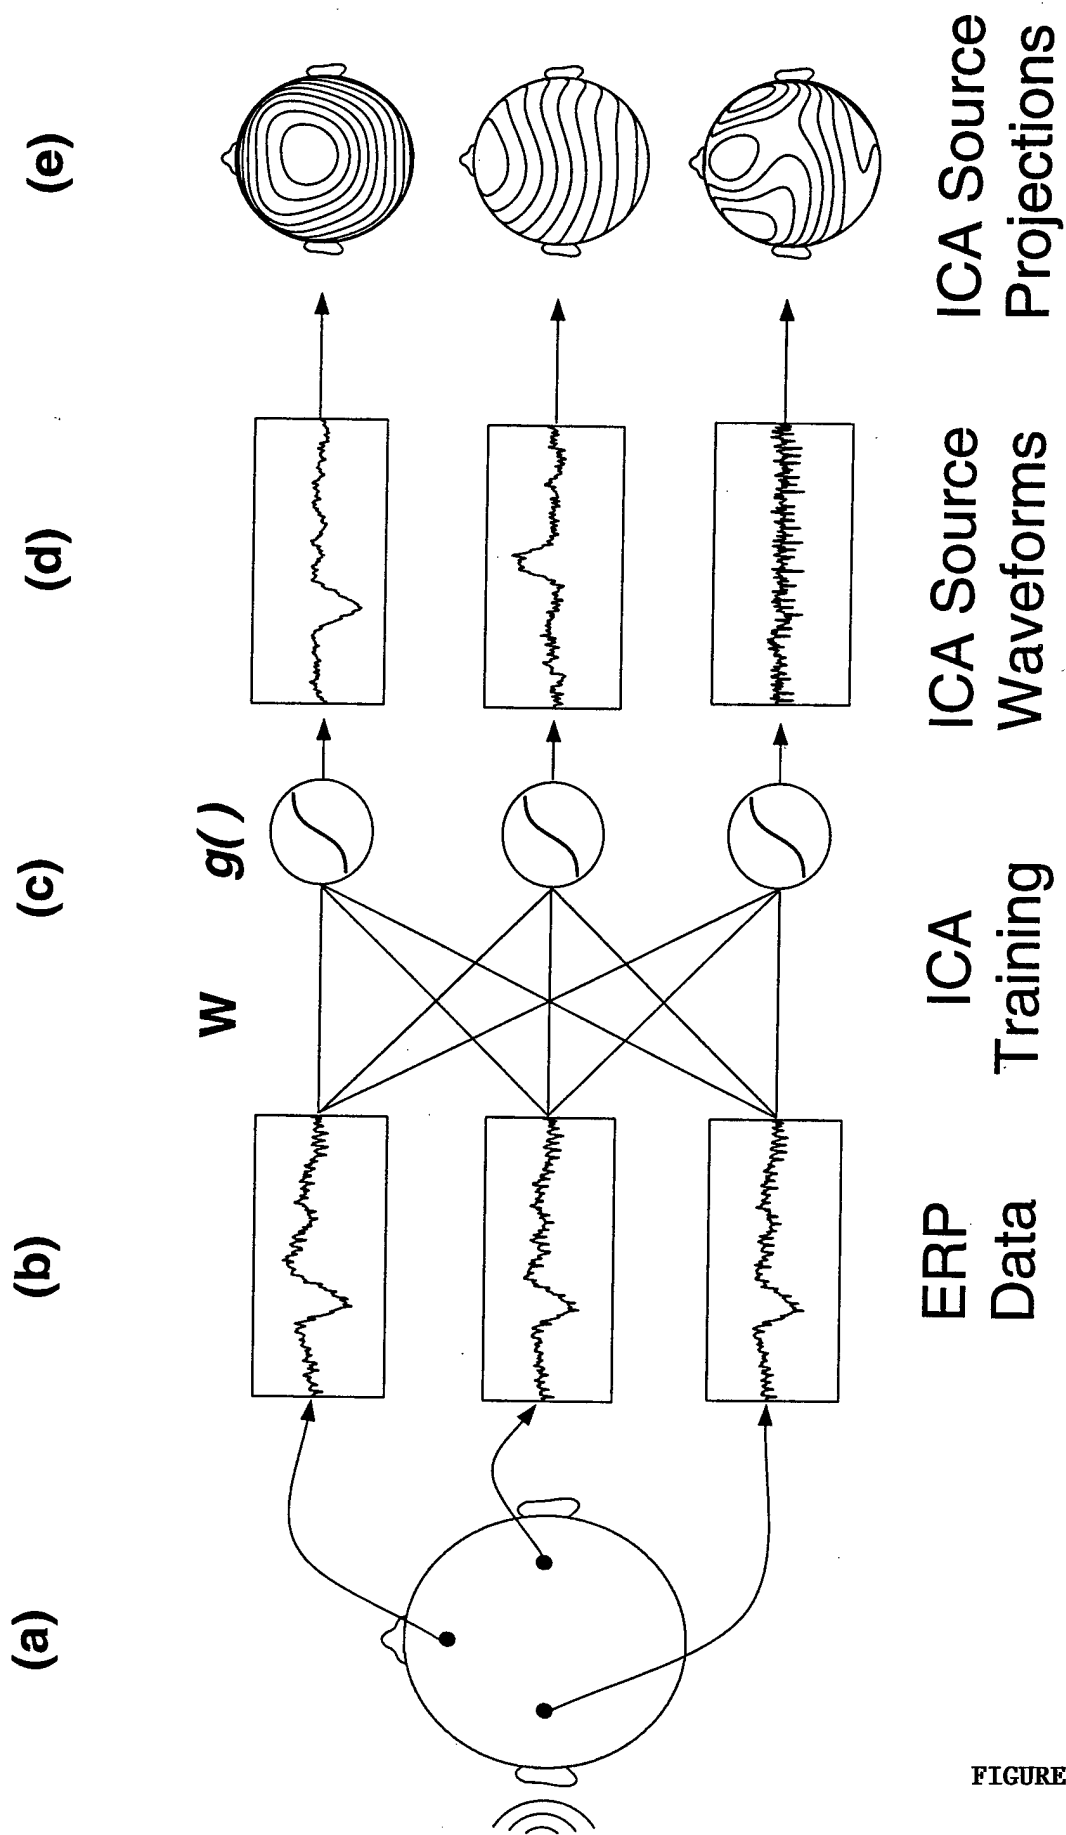 (a)
(b)
(c)
(d)
(e)
W
g( )
ERP
Data
ICA
Training
ICA Source
Waveforms
ICA Source
Projections
FIGURE